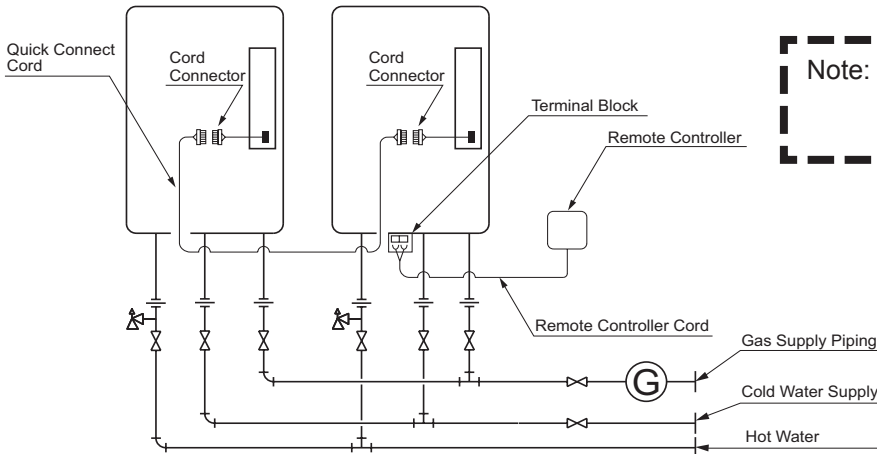 Quick Connect
Cord
Cord
Connector
Cord
Connector
Terminal Block
Remote Controller
Note:
Remote Controller Cord
Gas Supply Piping
G
Cold Water Supply
Hot Water